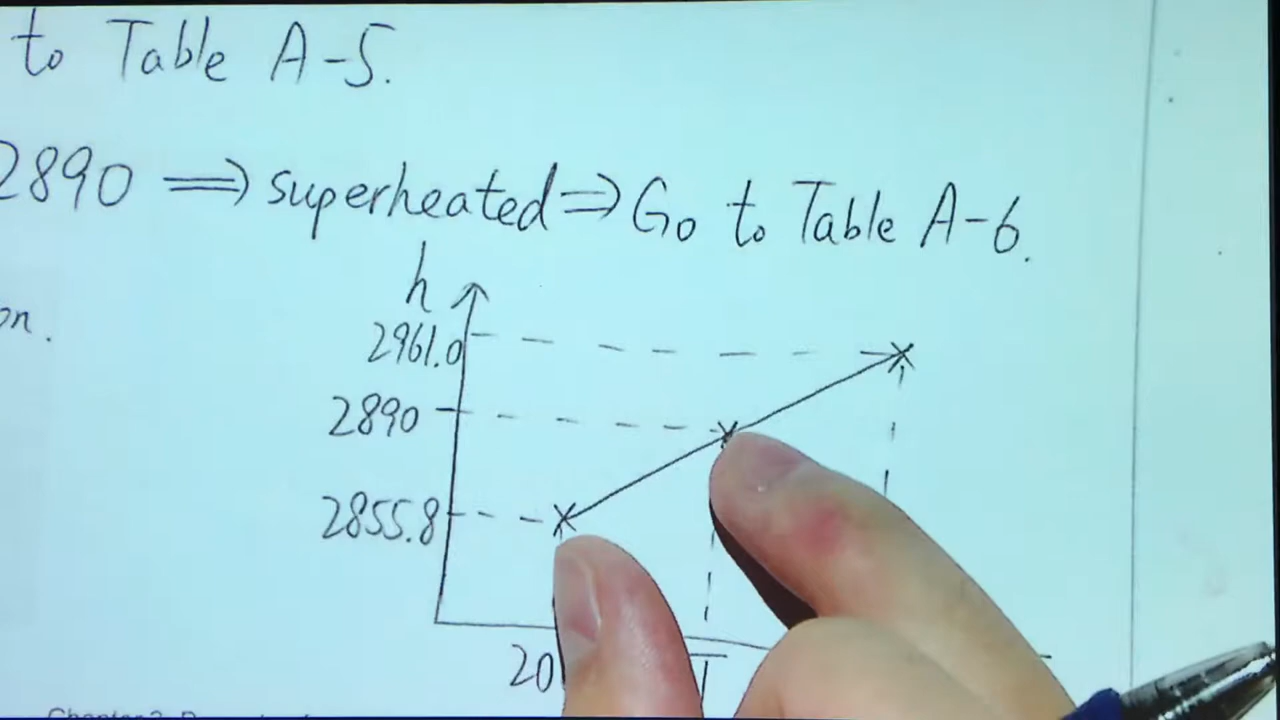 to Table A-5.
2890 ⟹ superheated ⟹ Go to Table A-6.
on.
h
2961.0
2890
2855.8
20
T